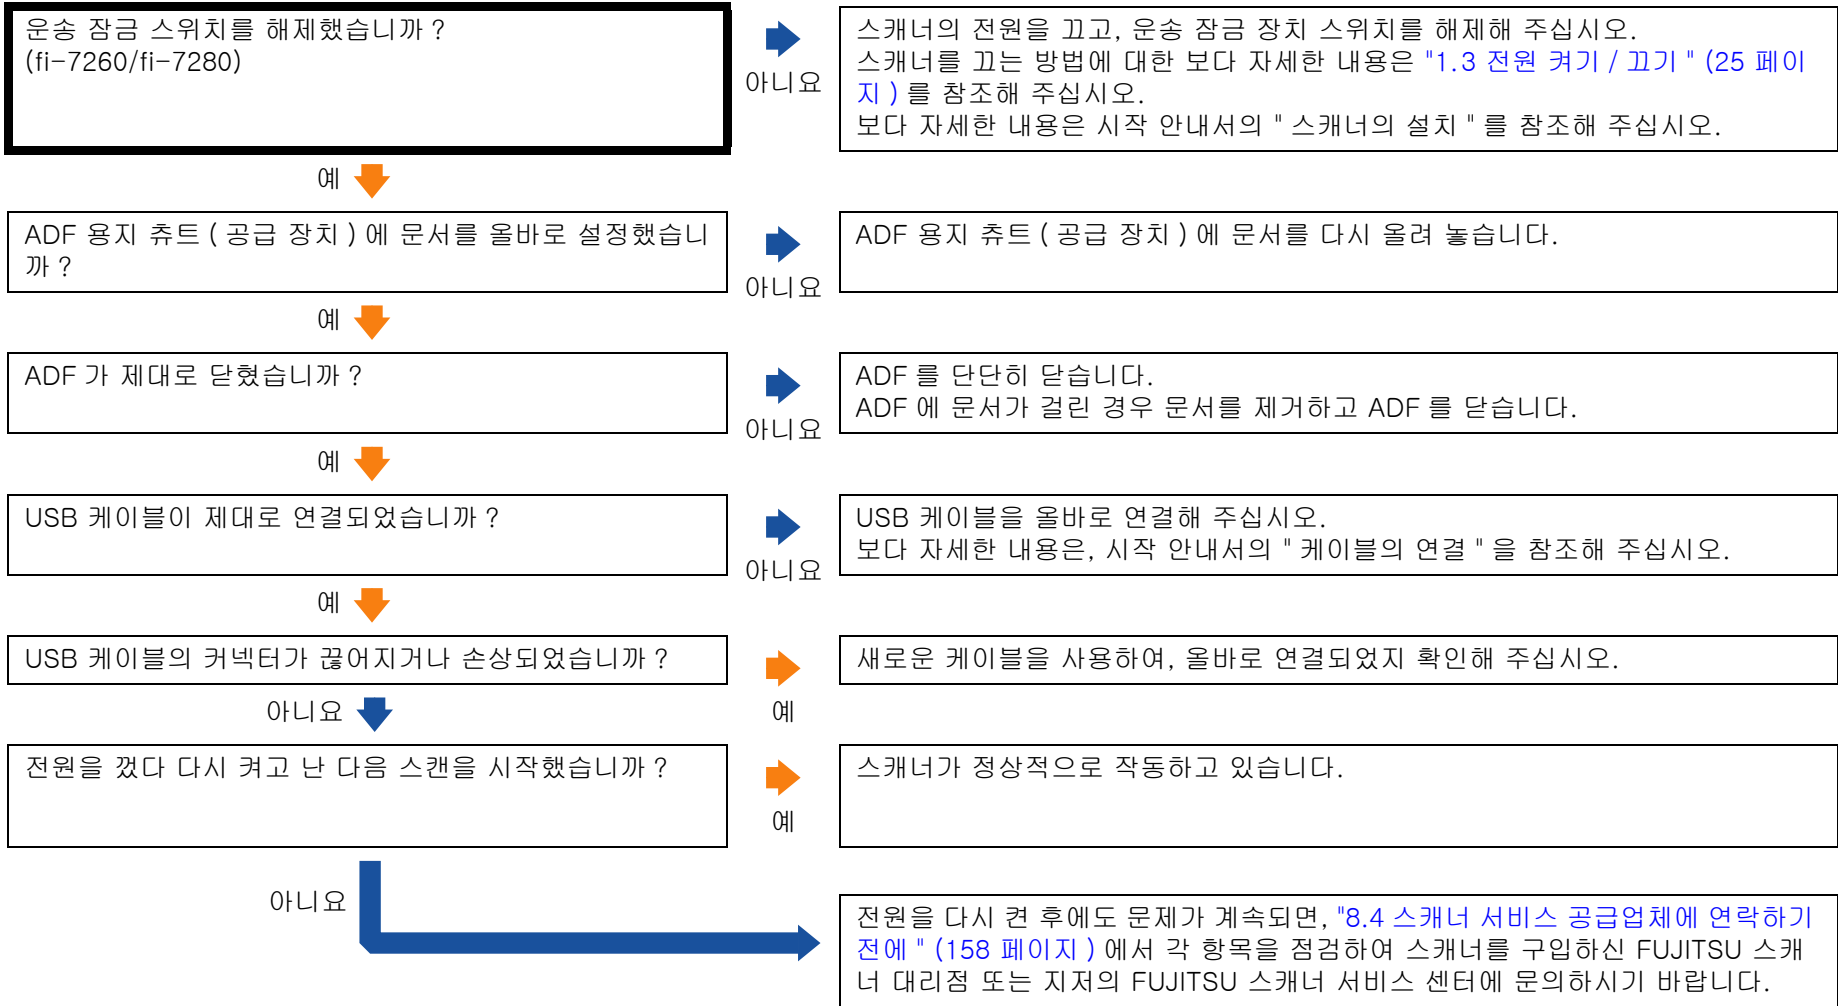 운송 잠금 스위치를 해제했습니까 ?
(fi-7260/fi-7280)
아니요
스캐너의 전원을 끄고, 운송 잠금 장치 스위치를 해제해 주십시오.
스캐너를 끄는 방법에 대한 보다 자세한 내용은 "1.3 전원 켜기 / 끄기 " (25 페이
지 ) 를 참조해 주십시오.
보다 자세한 내용은 시작 안내서의 " 스캐너의 설치 " 를 참조해 주십시오.
예
ADF 용지 츄트 ( 공급 장치 ) 에 문서를 올바로 설정했습니
까 ?
아니요
ADF 용지 츄트 ( 공급 장치 ) 에 문서를 다시 올려 놓습니다.
예
ADF 가 제대로 닫혔습니까 ?
아니요
ADF 를 단단히 닫습니다.
ADF 에 문서가 걸린 경우 문서를 제거하고 ADF 를 닫습니다.
예
USB 케이블이 제대로 연결되었습니까 ?
아니요
USB 케이블을 올바로 연결해 주십시오.
보다 자세한 내용은, 시작 안내서의 " 케이블의 연결 " 을 참조해 주십시오.
예
USB 케이블의 커넥터가 끊어지거나 손상되었습니까 ?
예
새로운 케이블을 사용하여, 올바로 연결되었지 확인해 주십시오.
아니요
전원을 껐다 다시 켜고 난 다음 스캔을 시작했습니까 ?
예
스캐너가 정상적으로 작동하고 있습니다.
아니요
전원을 다시 켠 후에도 문제가 계속되면, "8.4 스캐너 서비스 공급업체에 연락하기
전에 " (158 페이지 ) 에서 각 항목을 점검하여 스캐너를 구입하신 FUJITSU 스캐
너 대리점 또는 지저의 FUJITSU 스캐너 서비스 센터에 문의하시기 바랍니다.